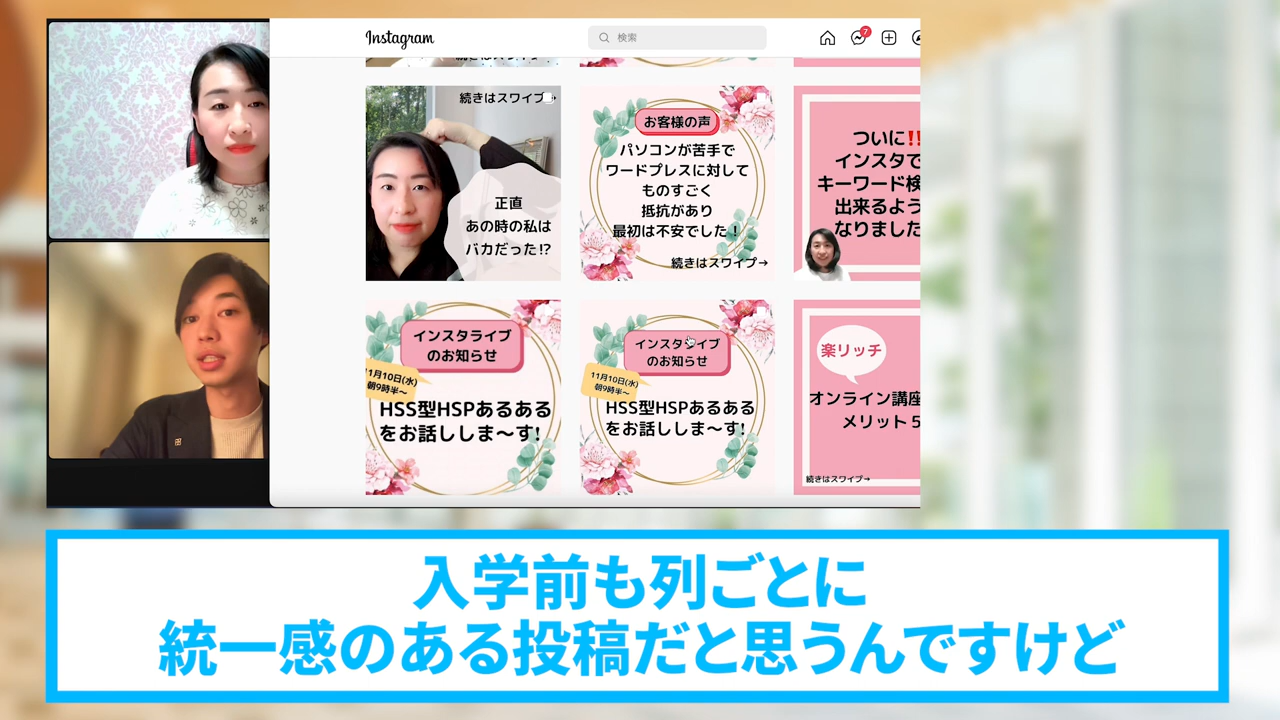 Instagram
検索
7
続きはスワイプ→
正直
あの時の私は
バカだった!?
お客様の声
パソコンが苦手で
ワードプレスに対して
ものすごく
抵抗があり
最初は不安でした！
続きはスワイプ→
ついに‼
インスタで
キーワード検
出来るよう
なりました
インスタライブ
のお知らせ
11月10日(水)
朝9時半～
HSS型HSPあるある
をお話ししま～す!
インスタライブ
のお知らせ
11月10日(水)
朝9時半～
HSS型HSPあるある
をお話ししま～す!
楽リッチ
オンライン講座
メリット5
続きはスワイプ→
入学前も列ごとに
統一感のある投稿だと思うんですけど